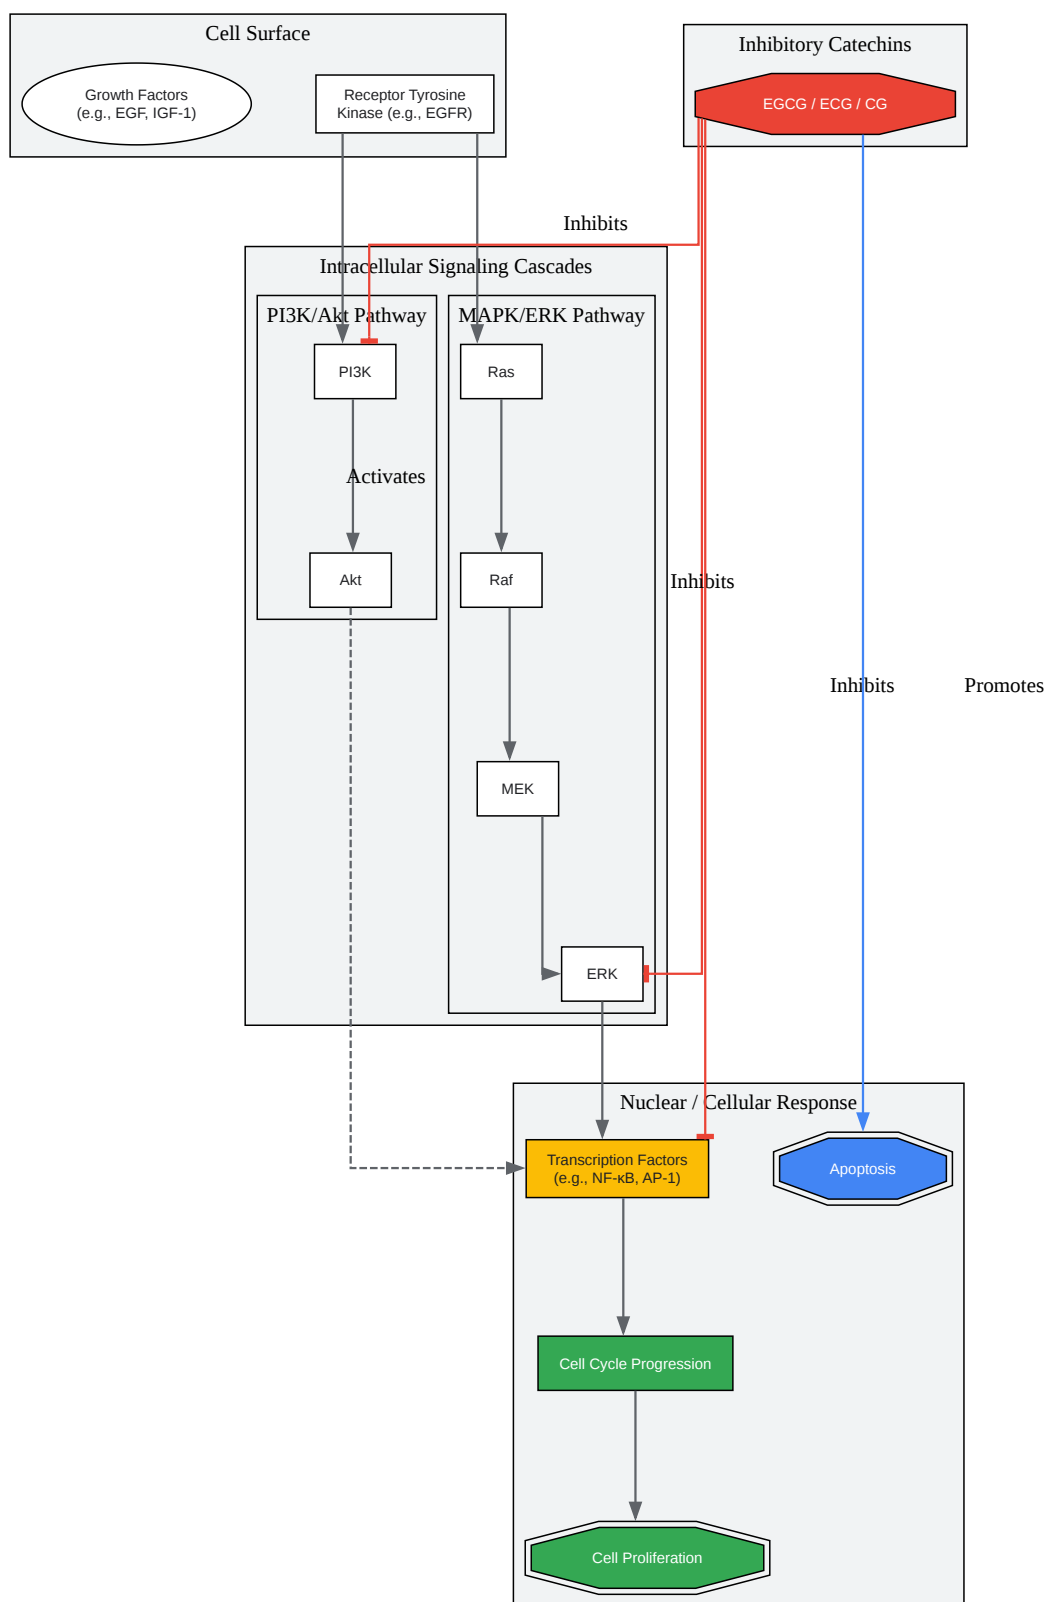 Cell Surface
Inhibitory Catechins
Growth Factors
(e.g., EGF, IGF-1)
Receptor Tyrosine
Kinase (e.g., EGFR)
EGCG / ECG / CG
Inhibits
Intracellular Signaling Cascades
PI3K/Akt Pathway
MAPK/ERK Pathway
PI3K
Ras
Activates
Akt
Raf
Inhibits
Inhibits
Promotes
MEK
ERK
Nuclear / Cellular Response
Transcription Factors
(e.g., NF-κB, AP-1)
Apoptosis
Cell Cycle Progression
Cell Proliferation